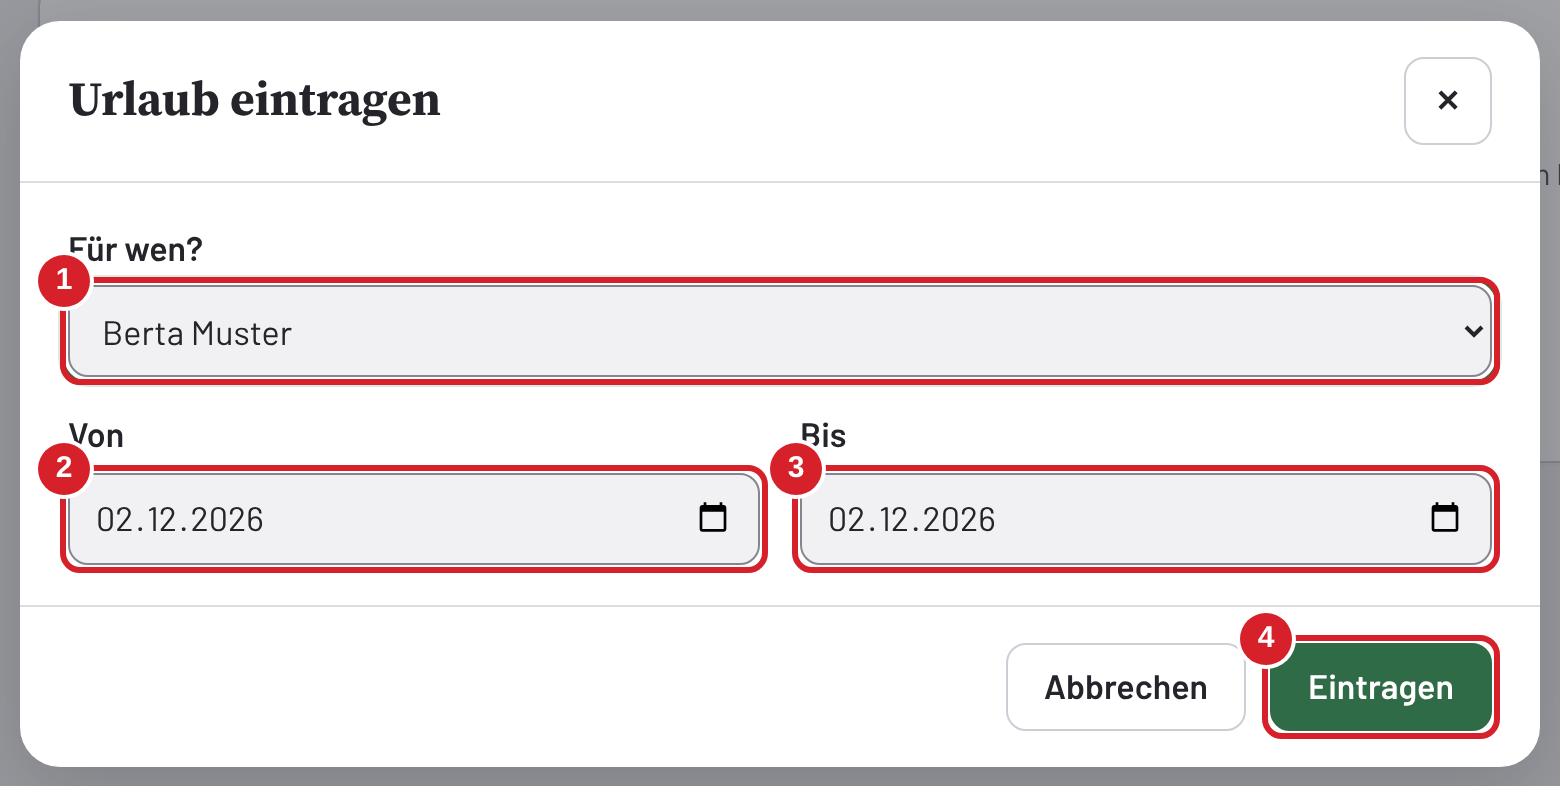 Urlaub eintragen
×
Für wen?
1
Berta Muster
Von
Bis
2
02.12.2026
3
02.12.2026
Abbrechen
4
Eintragen